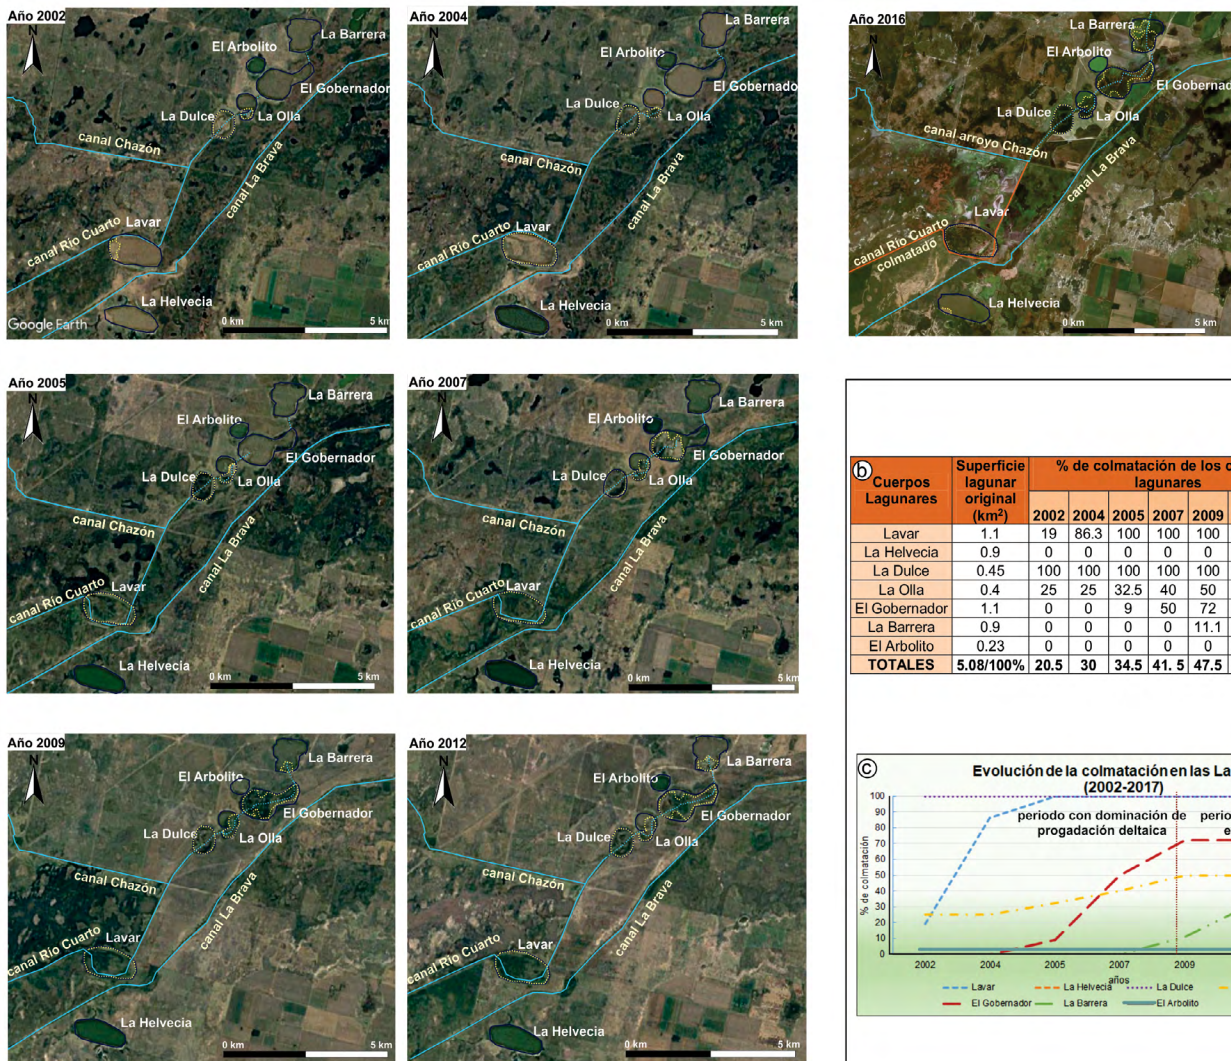 Año 2002
N
La Barrera
El Arbolito
El Gobernador
La Dulce
La Olla
canal Chazón
canal La Brava
canal Río Cuarto
Lavar
La Helvecia
Google Earth
0 km
5 km
Año 2004
N
La Barrera
El Arbolito
El Gobernado
La Dulce
La Olla
canal Chazón
canal La Brava
canal Río Cuarto
Lavar
La Helvecia
0 km
5 km
Año 2016
N
La Barrera
El Arbolito
El Gobernad
La Dulce
La Olla
canal arroyo Chazón
canal La Brava
Lavar
canal Río Cuarto
colmatado
La Helvecia
0 km
5 km
Año 2005
N
La Barrera
El Arbolito
El Gobernador
La Dulce
La Olla
canal Chazón
canal La Brava
canal Río Cuarto
Lavar
La Helvecia
0 km
5 km
Año 2007
N
La Barrera
El Arbolito
El Gobernador
La Dulce
La Olla
canal Chazón
canal La Brava
canal Río Cuarto
Lavar
La Helvecia
0 km
5 km
Año 2009
N
La Barrera
El Arbolito
El Gobernador
La Dulce
La Olla
canal Chazón
canal La Brava
canal Río Cuarto
Lavar
La Helvecia
0 km
5 km
Año 2012
N
La Barrera
El Arbolito
El Gobernador
La Dulce
La Olla
canal Chazón
canal La Brava
canal Río Cuarto
Lavar
La Helvecia
0 km
5 km
b
Cuerpos Lagunares
Superficie lagunar original (km²)
% de colmatación de los c
lagunares
2002 2004 2005 2007 2009
Lavar 1.1 19 86.3 100 100 100
La Helvecia 0.9 0 0 0 0 0
La Dulce 0.45 100 100 100 100 100
La Olla 0.4 25 25 32.5 40 50
El Gobernador 1.1 0 0 9 50 72
La Barrera 0.9 0 0 0 0 11.1
El Arbolito 0.23 0 0 0 0 0
TOTALES 5.08/100% 20.5 30 34.5 41. 5 47.5
c
Evolución de la colmatación en las La
(2002-2017)
periodo con dominación de
progadación deltaica
perio
e
% de colmatación
100
90
80
70
60
50
40
30
20
10
0
2002 2004 2005 2007 2009
años
Lavar La Helvecia La Dulce
El Gobernador La Barrera El Arbolito